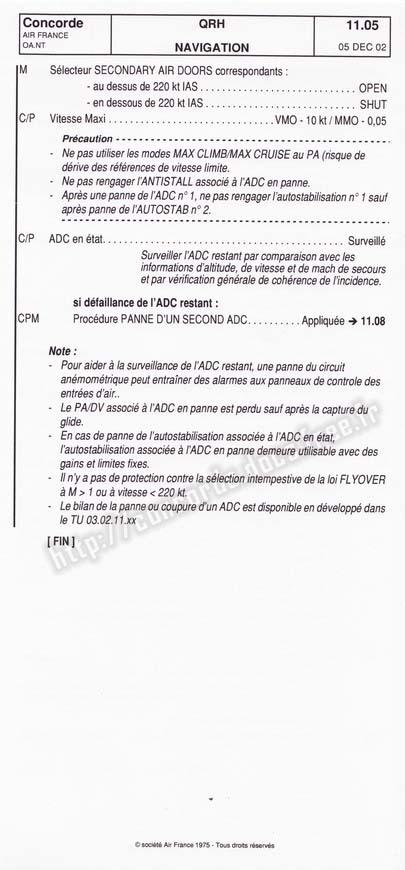 Concorde QRH 11.05
AIR FRANCE
OA.NT NAVIGATION 05 DEC 02
M Sélecteur SECONDARY AIR DOORS correspondants :
- au dessus de 220 kt IAS .......................... OPEN
- en dessous de 220 kt IAS .......................... SHUT
C/P Vitesse Maxi .......................... VMO - 10 kt / MMO - 0,05
Précaution
- Ne pas utiliser les modes MAX CLIMB/MAX CRUISE au PA (risque de
dérive des références de vitesse limite.
- Ne pas rengager l'ANTISTALL associé à l'ADC en panne.
- Après une panne de l'ADC n° 1, ne pas rengager l'autostabilisation n° 1 sauf
après panne de l'AUTOSTAB n° 2.
C/P ADC en état .......................... Surveillé
Surveiller l'ADC restant par comparaison avec les
informations d'altitude, de vitesse et de mach de secours
et par vérification générale de cohérence de l'incidence.
si défaillance de l'ADC restant :
CPM Procédure PANNE D'UN SECOND ADC .......... Appliquée ➔ 11.08
Note :
- Pour aider à la surveillance de l'ADC restant, une panne du circuit
anémométrique peut entraîner des alarmes aux panneaux de controle des
entrées d'air..
- Le PA/DV associé à l'ADC en panne est perdu sauf après la capture du
glide.
- En cas de panne de l'autostabilisation associée à l'ADC en état,
l'autostabilisation associée à l'ADC en panne demeure utilisable avec des
gains et limites fixes.
- Il n'y a pas de protection contre la sélection intempestive de la loi FLYOVER
à M > 1 ou à vitesse < 220 kt.
- Le bilan de la panne ou coupure d'un ADC est disponible en développé dans
le TU 03.02.11.xx
[ FIN ]
© société Air France 1975 - Tous droits réservés